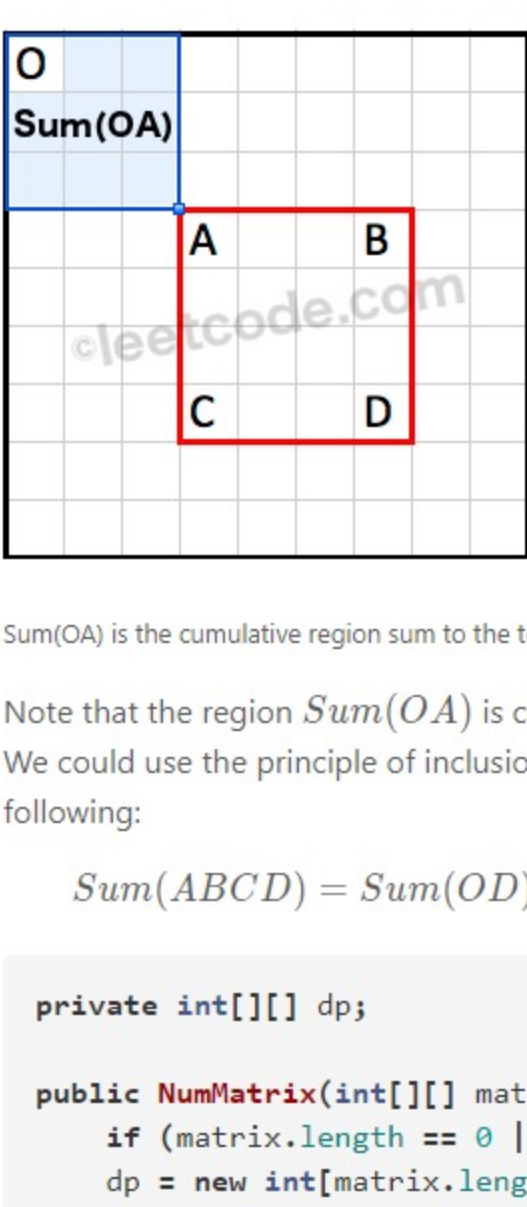 O
Sum(OA)
A B
©leetcode.com
C D
Sum(OA) is the cumulative region sum to the
Note that the region Sum(OA) is
We could use the principle of
following:
Sum(ABCD) = Sum(OD)
private int[][] dp;
public NumMatrix(int[][] mat
if (matrix.length == 0 |
dp = new int[matrix.leng